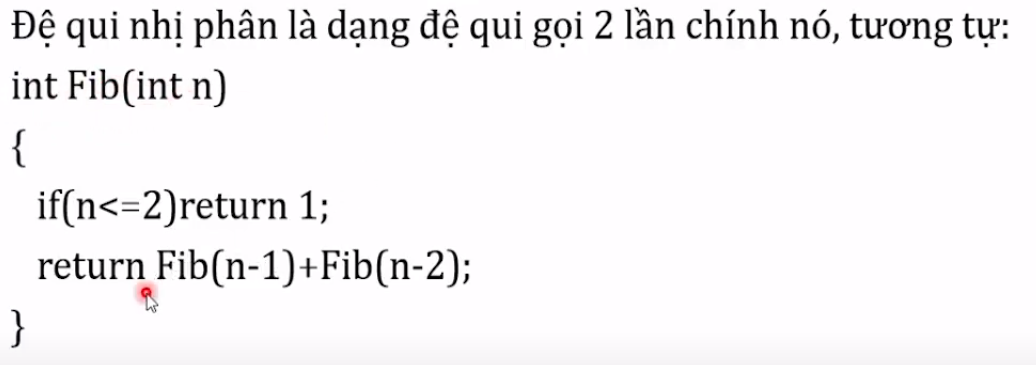 Đệ qui nhị phân là dạng đệ qui gọi 2 lần chính nó, tương tự:
int Fib(int n)
{
if(n<=2)return 1;
return Fib(n-1)+Fib(n-2);
}